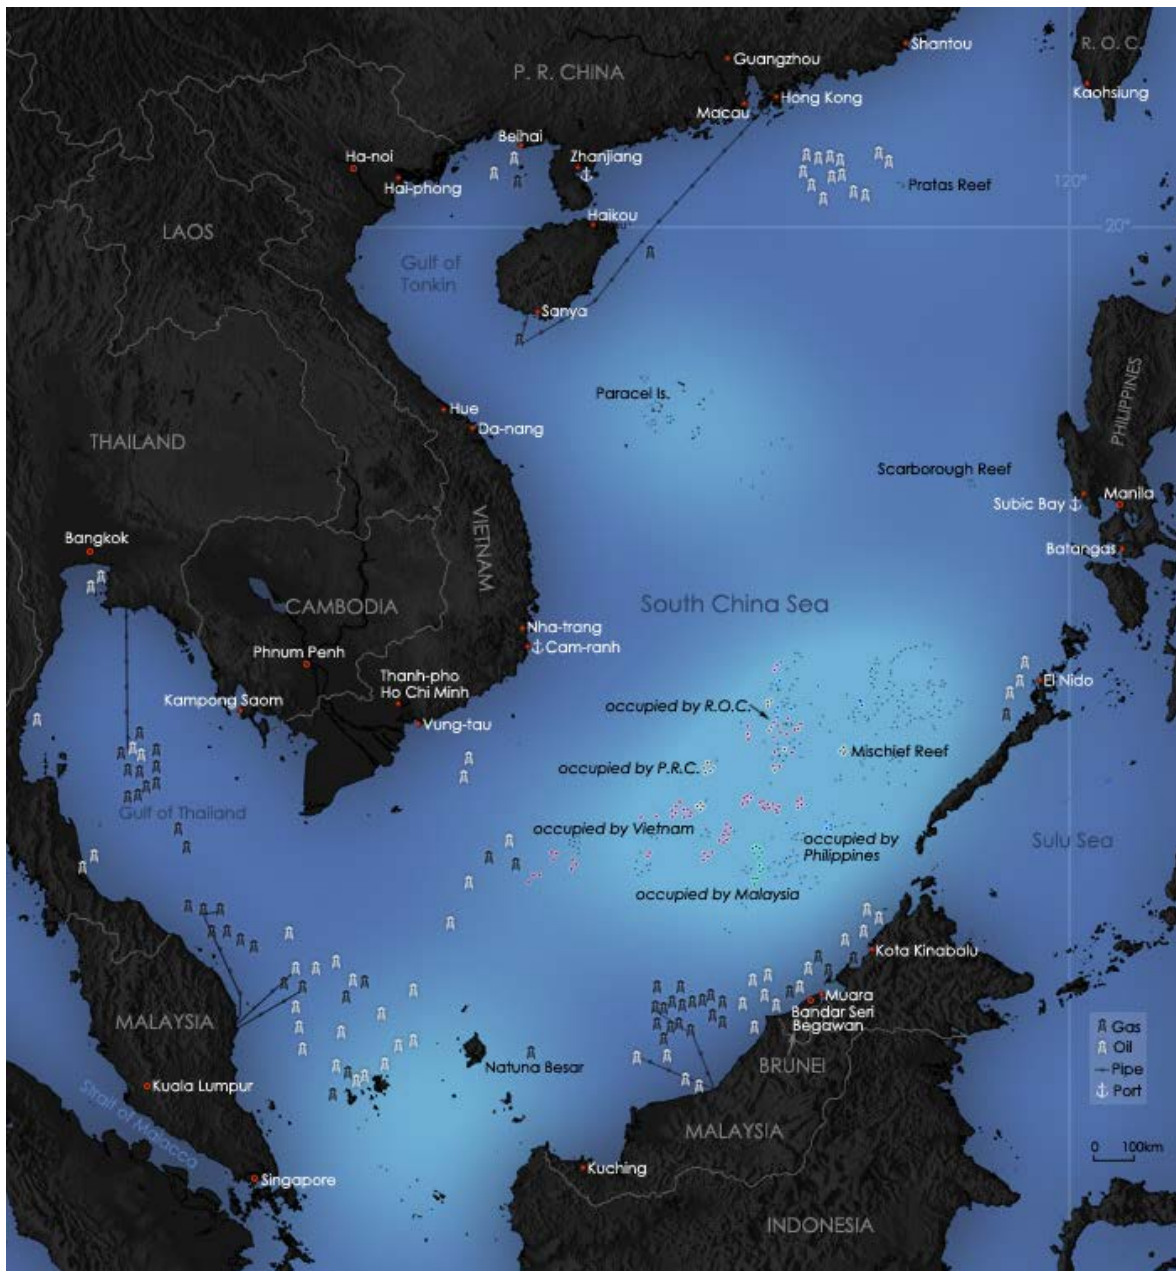 Shantou
R. O. C.
Guangzhou
P. R. CHINA
Kaohsiung
Hong Kong
Macau
Beihai
Ha-noi
Zhanjiang
Hai-phong
120°
Pratas Reef
Haikou
LAOS
20°
Gulf of
Tonkin
Sanya
Paracel Is.
PHILIPPINES
Hue
Da-nang
THAILAND
Scarborough Reef
Subic Bay
Manila
VIETNAM
Bangkok
Batangas
CAMBODIA
South China Sea
Nha-trang
Cam-ranh
Phnum Penh
Thanh-pho
Ho Chi Minh
El Nido
Kampong Saom
occupied by R.O.C.
Vung-tau
Mischief Reef
occupied by P.R.C.
Gulf of Thailand
occupied by Vietnam
occupied by
Philippines
Sulu Sea
occupied by Malaysia
Kota Kinabalu
Muara
Bandar Seri
Begawan
MALAYSIA
Gas
Oil
Pipe
Port
Natuna Besar
BRUNEI
Kuala Lumpur
Strait of Malacca
MALAYSIA
0 100km
Kuching
Singapore
INDONESIA